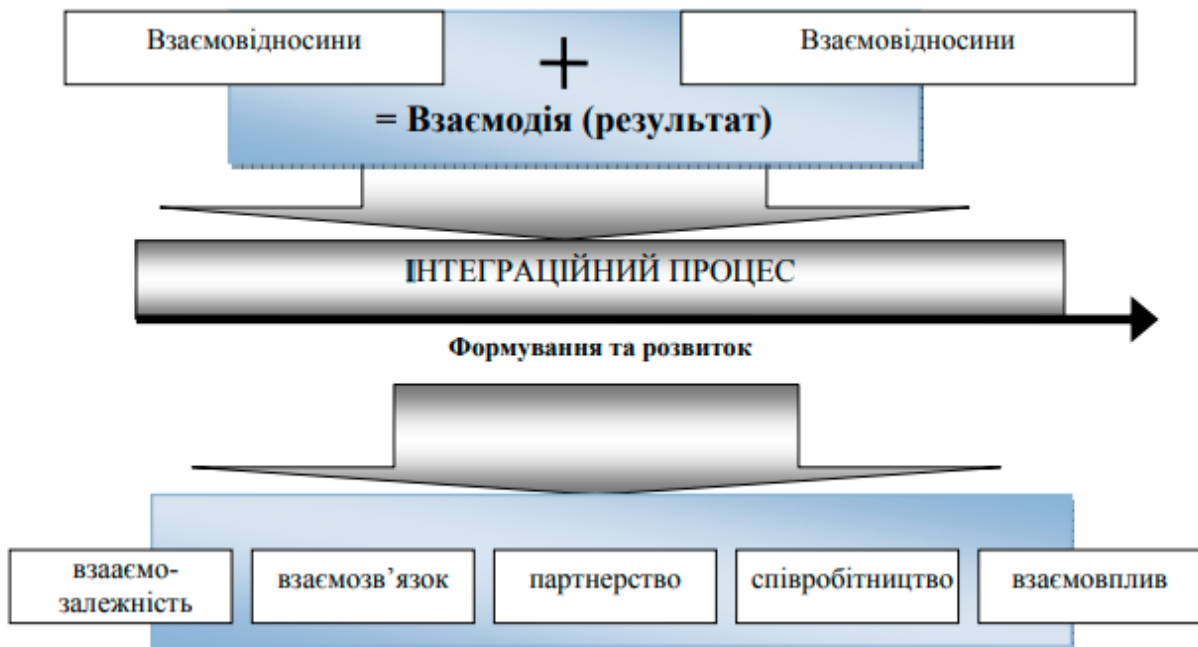 Взаємовідносини
Взаємовідносини
+
= Взаємодія (результат)
ІНТЕГРАЦІЙНИЙ ПРОЦЕС
Формування та розвиток
взааємо-
залежність
взаємозв’язок
партнерство
співробітництво
взаємовплив